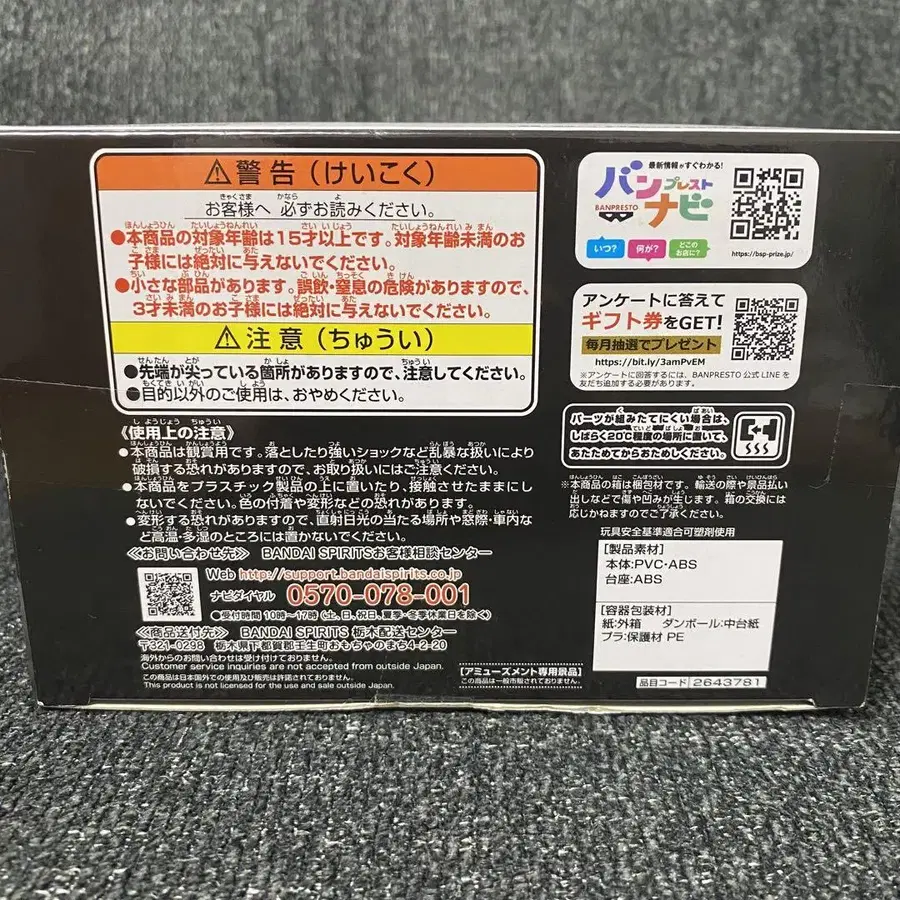 ⚠警告（けいこく）
お客様へ 必ずお読みください。
●本商品の対象年齢は15才以上です。対象年齢未満のお
子様には絶対に与えないでください。
●小さな部品があります。誤飲・窒息の危険がありますので、
3才未満のお子様には絶対に与えないでください。
⚠注意（ちゅうい）
●先端が尖っている箇所がありますので、注意してください。
●目的以外のご使用は、おやめください。
《使用上の注意》
●本商品は観賞用です。落としたり強いショックなど乱暴な扱いにより
破損する恐れがありますので、お取り扱いにはご注意ください。
●本商品をプラスチック製品の上に置いたり、接触させたままにし
ないでください。色の付着や変形などの恐れがあります。
●変形する恐れがありますので、直射日光の当たる場所や窓際・車内な
ど高温・多湿のところには置かないでください。
《お問い合わせ先》 BANDAI SPIRITSお客様相談センター
Web http://support.bandaispirits.co.jp
ナビダイヤル 0570-078-001
●受付時間 10時～17時(土、日、祝日、夏季・冬季休業日を除く)
《商品送付先》 BANDAI SPIRITS 栃木配送センター
〒321-0298 栃木県下都賀郡壬生町おもちゃのまち4-2-20
海外からのお問い合わせは受け付けておりません。
Customer service inquiries are not accepted from outside Japan.
この商品は日本国外での使用及び販売は許諾されておりません。
This product is not licensed for the use and sale outside Japan.
[アミューズメント専用景品]
この商品は一般市販されておりません。
最新情報がすぐわかる!
バンプレストナビ
BANPRESTO
いつ?
何が?
どこの
お店に?
https://bsp-prize.jp/
アンケートに答えて
ギフト券をGET!
毎月抽選でプレゼント
https://bit.ly/3amPvEM
※アンケートに回答するには、BANPRESTO 公式 LINE を
友だち追加する必要があります。
パーツが組みたてにくい場合は、
しばらく20℃程度の場所に置いて、
あたためてからおためしください。
※本商品の箱は梱包材です。輸送の際や景品払い
出しなどで傷や凹みが生じます。箱の交換には
応じかねますのでご了承ください。
玩具安全基準適合可塑剤使用
[製品素材]
本体:PVC・ABS
台座:ABS
[容器包装材]
紙:外箱 ダンボール:中台紙
プラ:保護材 PE
品目コード 2643781